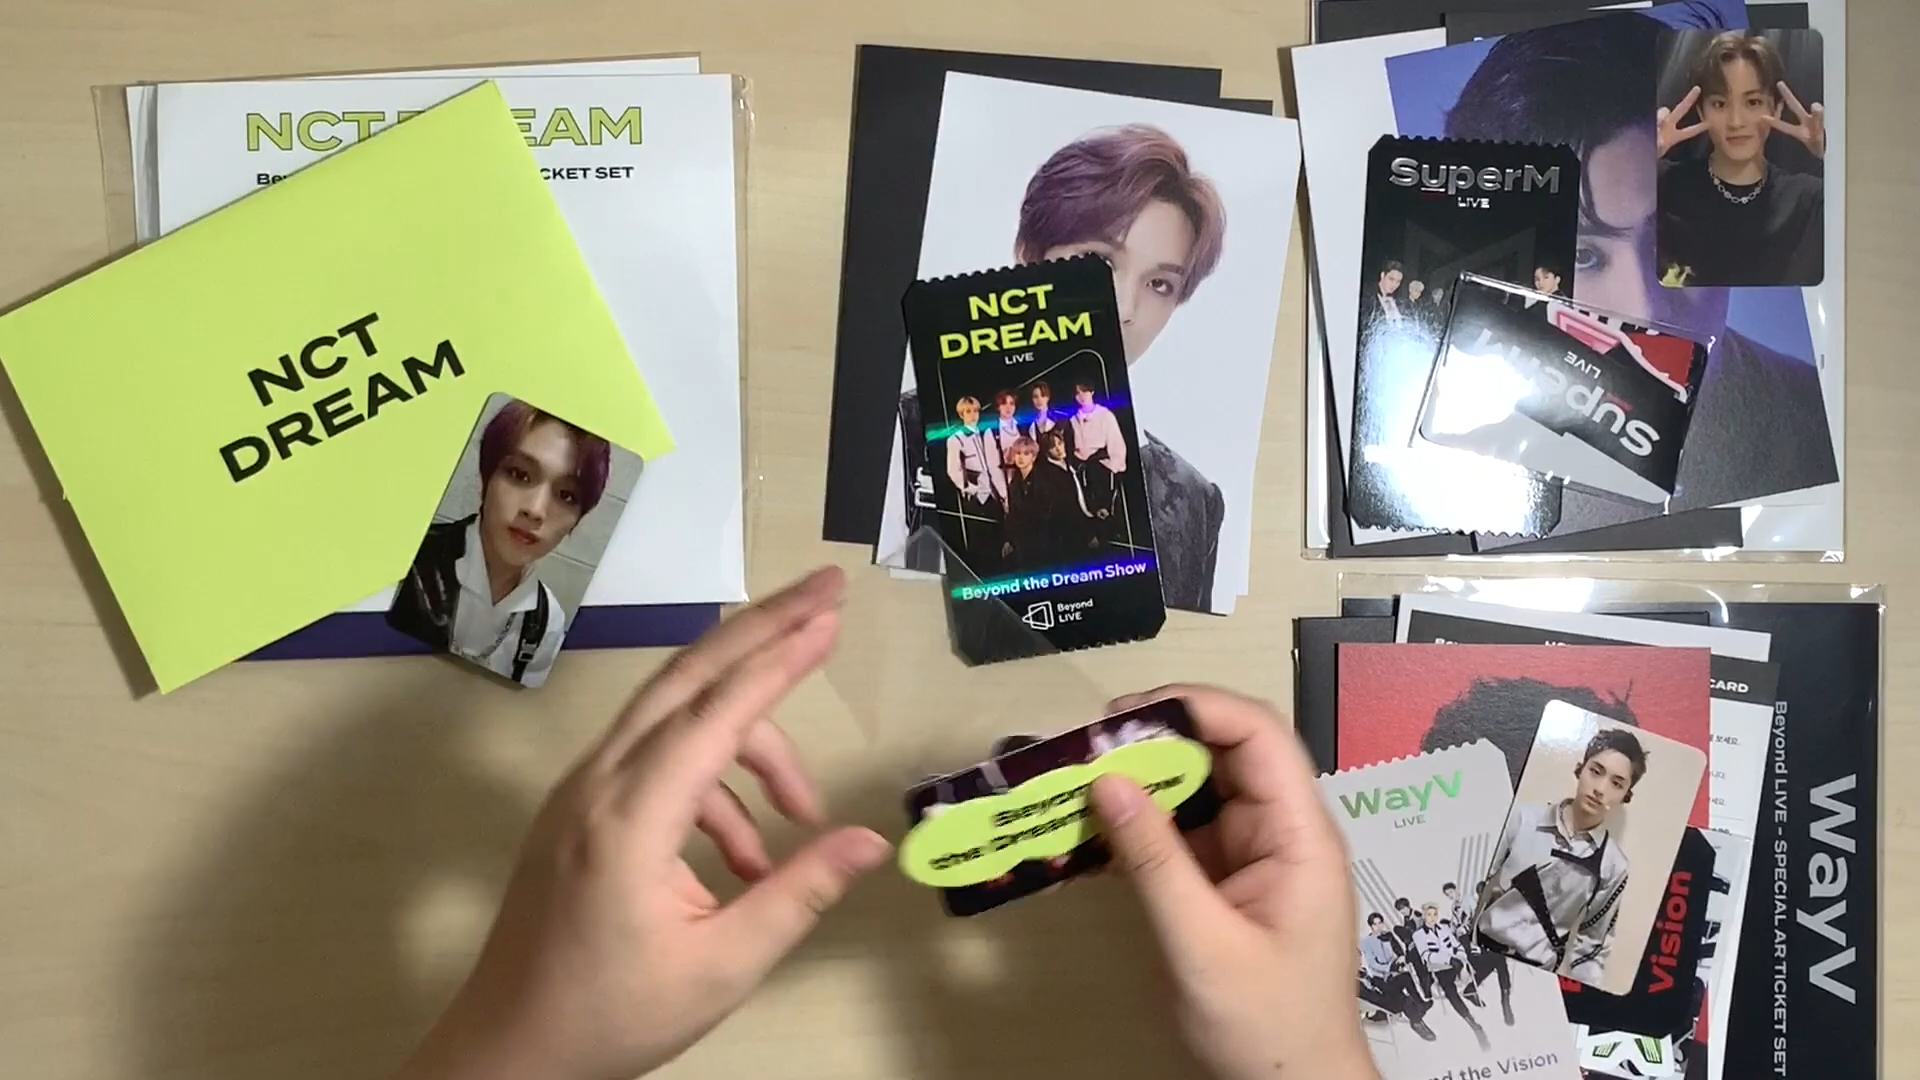 NCT DREAM
CKET SET
NCT
DREAM
NCT
DREAM
LIVE
Beyond the Dream Show
Beyond
LIVE
SuperM
LIVE
SuperM
LIVE
CARD
WayV
LIVE
nd the Vision
Vision
WayV
Beyond LIVE - SPECIAL AR TICKET SET